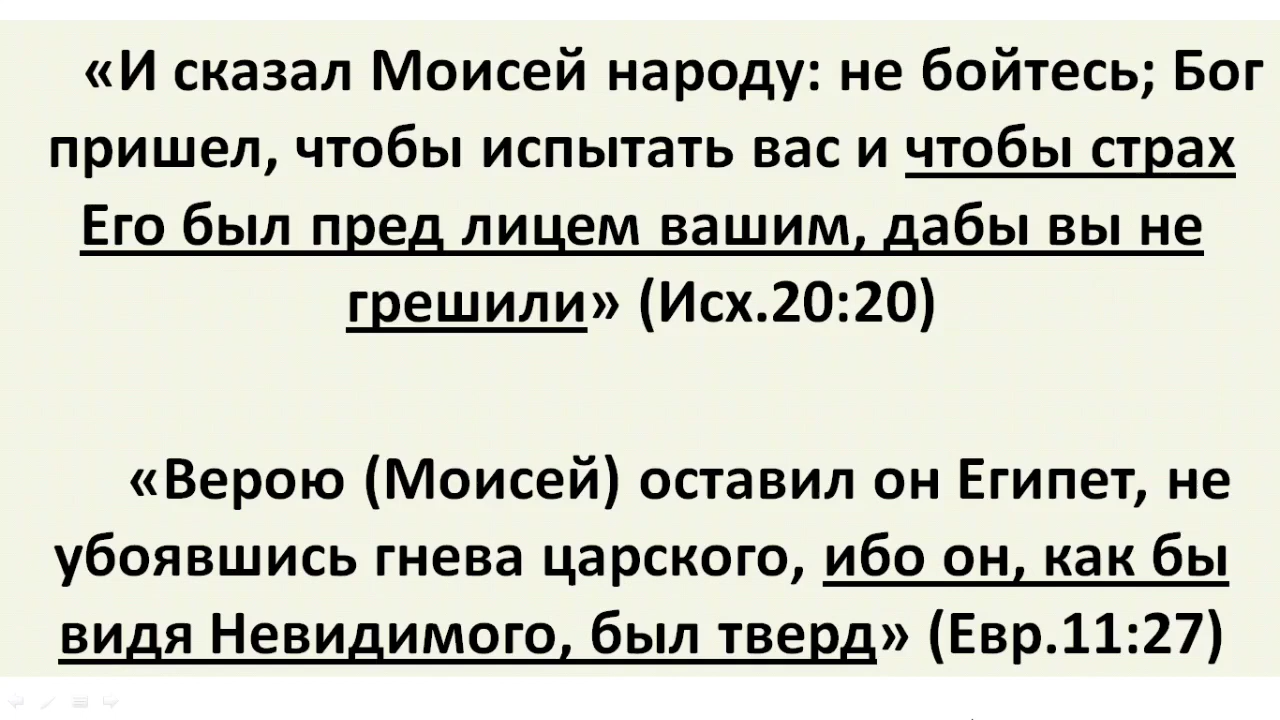 «И сказал Моисей народу: не бойтесь; Бог
пришел, чтобы испытать вас и чтобы страх
Его был пред лицем вашим, дабы вы не
грешили» (Исх.20:20)
«Верою (Моисей) оставил он Египет, не
убоявшись гнева царского, ибо он, как бы
видя Невидимого, был тверд» (Евр.11:27)